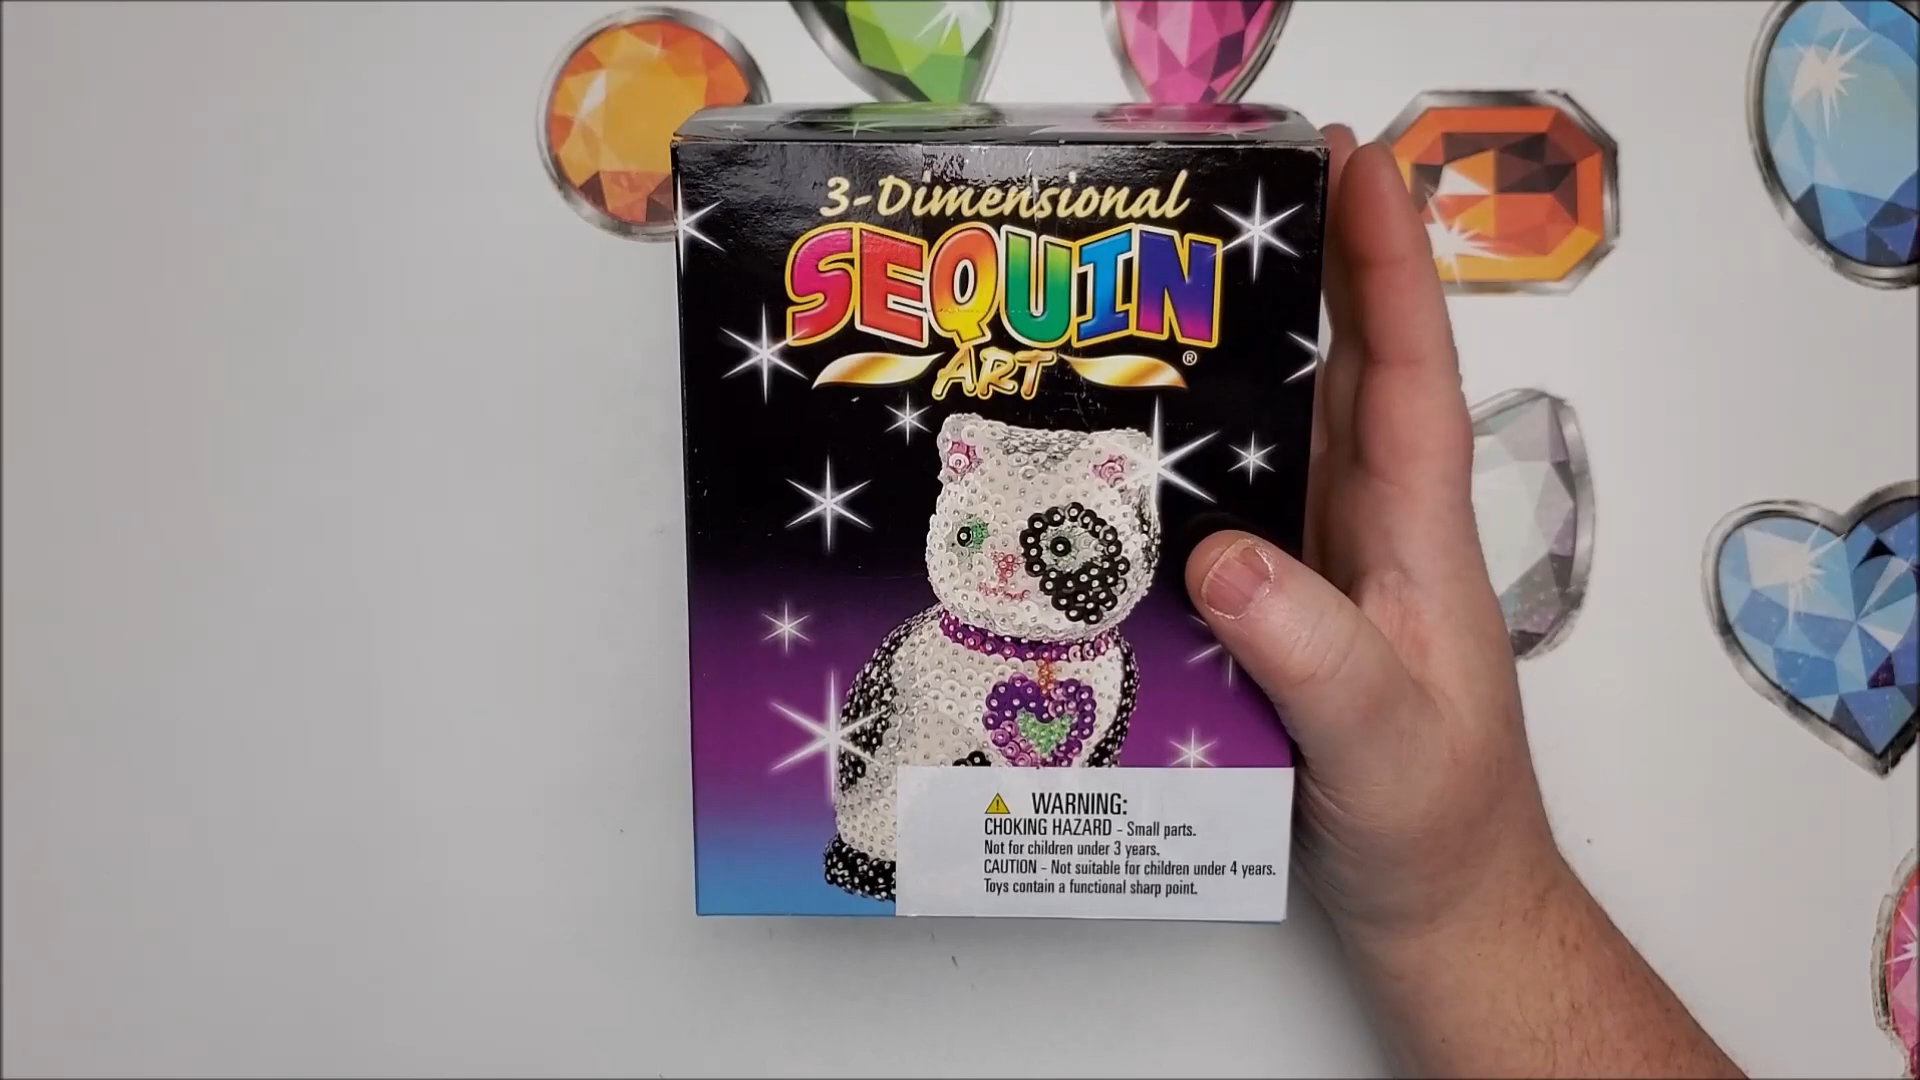 3-Dimensional
SEQUIN
ART ®
WARNING:
CHOKING HAZARD - Small parts.
Not for children under 3 years.
CAUTION - Not suitable for children under 4 years.
Toys contain a functional sharp point.